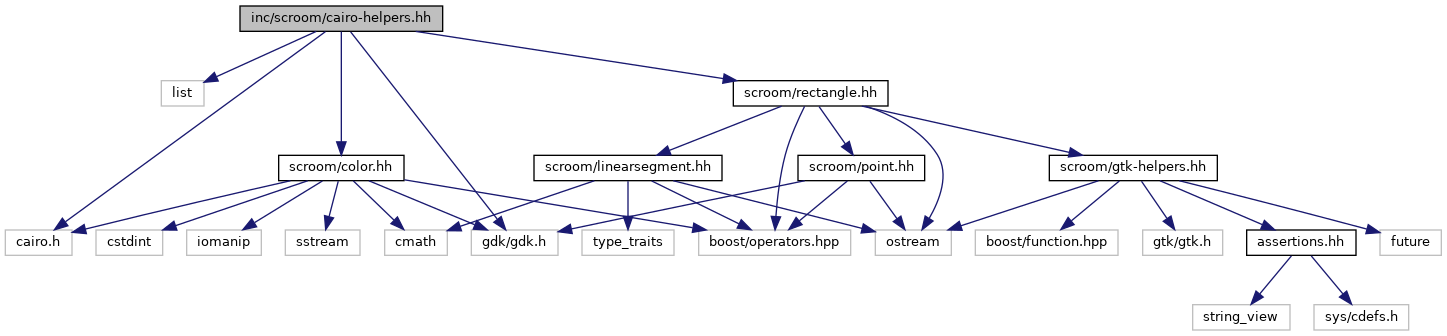 inc/scroom/cairo-helpers.hh
list
scroom/rectangle.hh
scroom/color.hh
scroom/linearsegment.hh
scroom/point.hh
scroom/gtk-helpers.hh
cairo.h
cstdint
iomanip
sstream
cmath
gdk/gdk.h
type_traits
boost/operators.hpp
ostream
boost/function.hpp
gtk/gtk.h
assertions.hh
future
string_view
sys/cdefs.h